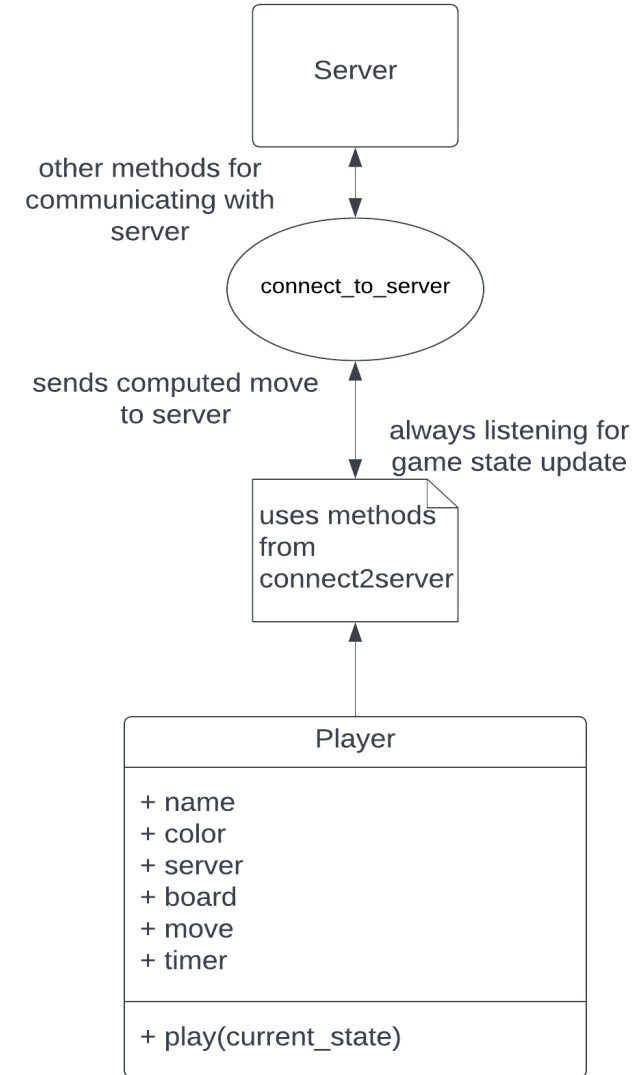 Server
other methods for
communicating with
server
connect_to_server
sends computed move
to server
always listening for
game state update
uses methods
from
connect2server
Player
+ name
+ color
+ server
+ board
+ move
+ timer
+ play(current_state)